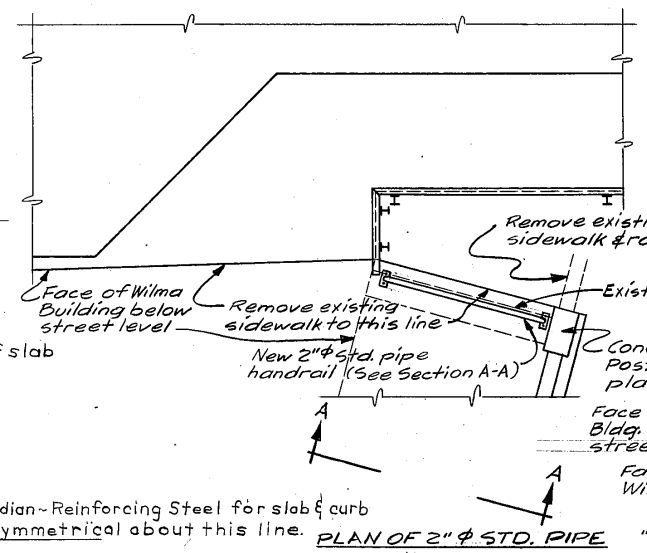 Remove existi
sidewalk & ra
Exist
Face of Wilma
Building below
street level
Remove existing
sidewalk to this line
New 2"Φ Std. pipe
handrail (See Section A-A)
f slab
Conc
Post
pla
Face
Bldg.
stree
Fa
Wi
A
A
dian~Reinforcing Steel for slab & curb
ymmetrical about this line.
PLAN OF 2" Φ STD. PIPE
"